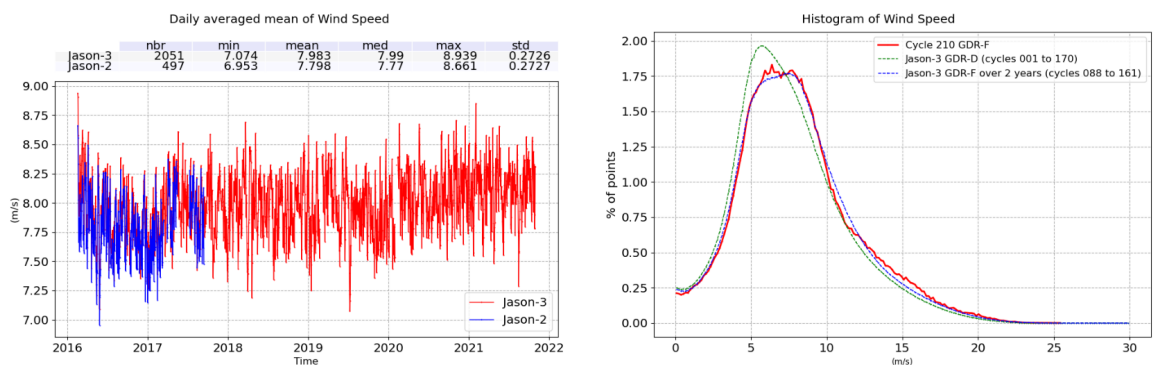 Daily averaged mean of Wind Speed
nbr min mean med max std
Jason-3 2051 7.074 7.983 7.99 8.939 0.2726
Jason-2 497 6.953 7.798 7.77 8.661 0.2727
9.00
8.75
8.50
8.25
8.00
7.75
7.50
7.25
7.00
(m/s)
Jason-3
Jason-2
2016 2017 2018 2019 2020 2021 2022
Time
Histogram of Wind Speed
2.00
1.75
1.50
1.25
1.00
0.75
0.50
0.25
0.00
% of points
Cycle 210 GDR-F
Jason-3 GDR-D (cycles 001 to 170)
Jason-3 GDR-F over 2 years (cycles 088 to 161)
0 5 10 15 20 25 30
(m/s)